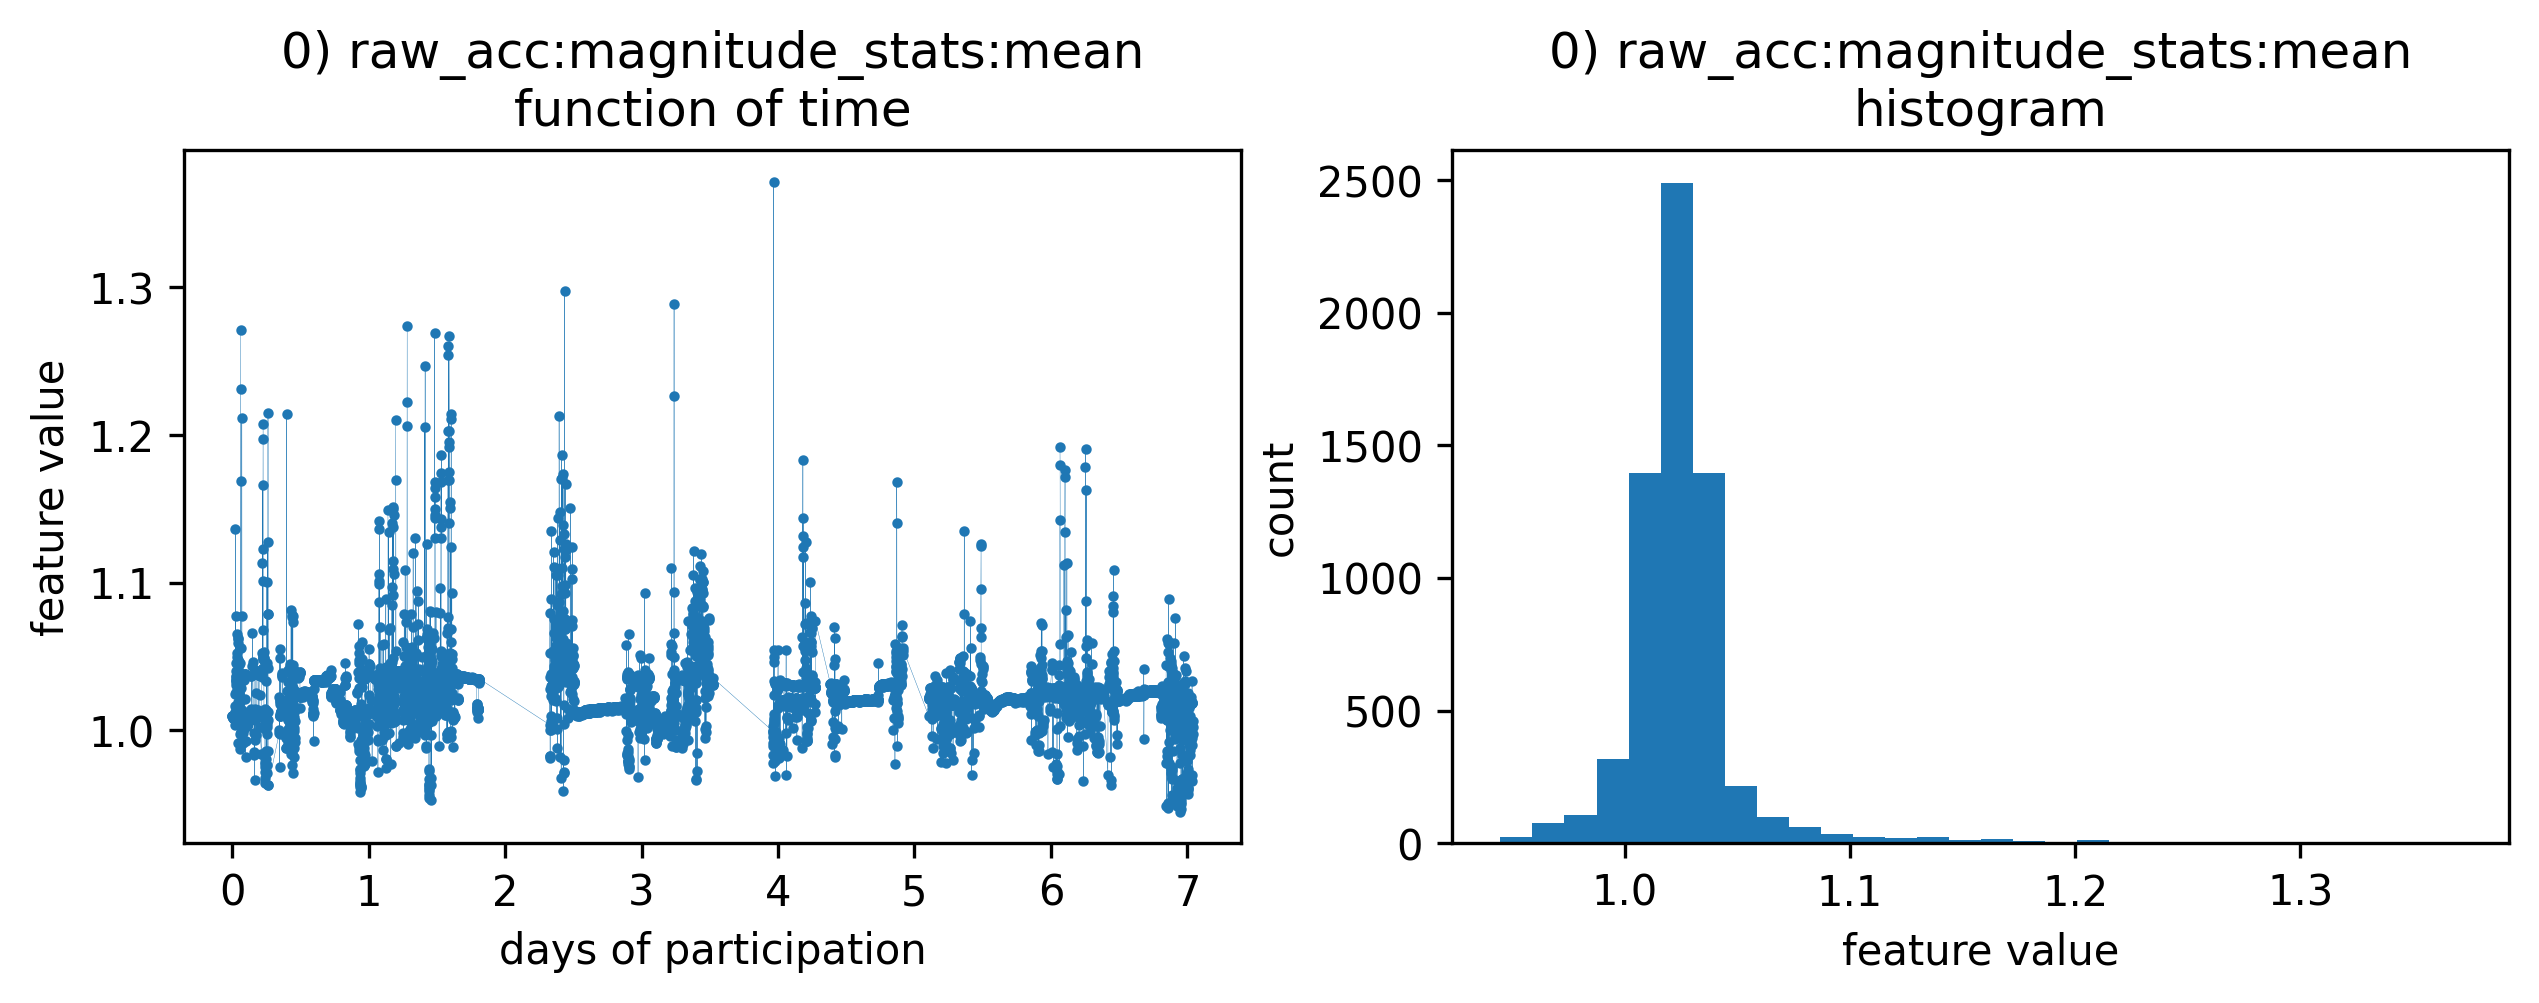 0) raw_acc:magnitude_stats:mean
function of time
feature value
1.3
1.2
1.1
1.0
0 1 2 3 4 5 6 7
days of participation
0) raw_acc:magnitude_stats:mean
histogram
count
2500
2000
1500
1000
500
0
1.0 1.1 1.2 1.3
feature value